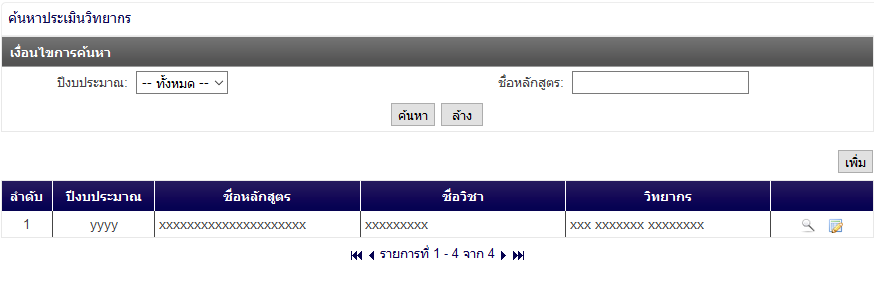 ค้นหาประเมินวิทยากร
เงื่อนไขการค้นหา
ปีงบประมาณ: -- ทั้งหมด -- ชื่อหลักสูตร:
ค้นหา ล้าง
เพิ่ม
ลำดับ ปีงบประมาณ ชื่อหลักสูตร ชื่อวิชา วิทยากร
1 yyyy xxxxxxxxxxxxxxxxxxxxx xxxxxxxxx xxx xxxxxxx xxxxxxxx
รายการที่ 1 - 4 จาก 4